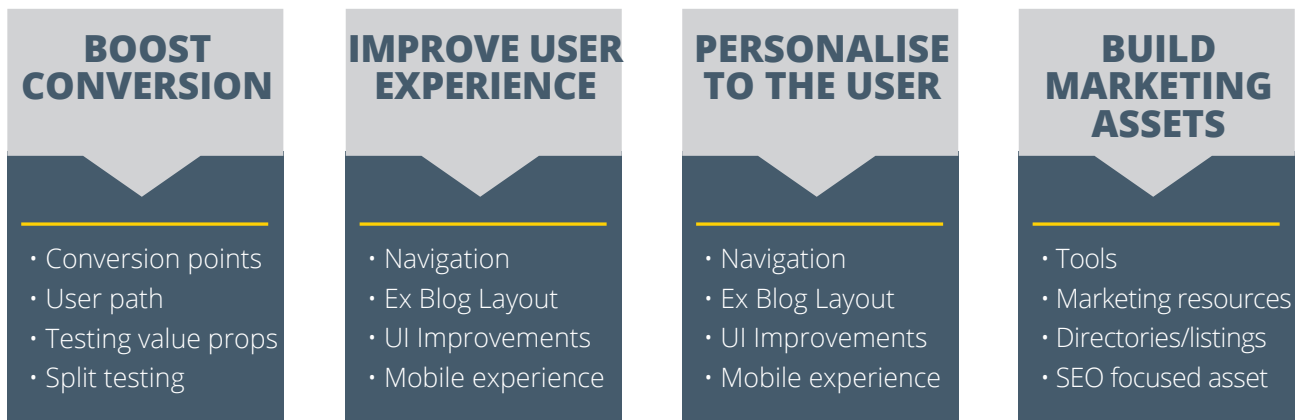 BOOST
CONVERSION
• Conversion points
• User path
• Testing value props
• Split testing
IMPROVE USER
EXPERIENCE
• Navigation
• Ex Blog Layout
• UI Improvements
• Mobile experience
PERSONALISE
TO THE USER
• Navigation
• Ex Blog Layout
• UI Improvements
• Mobile experience
BUILD
MARKETING
ASSETS
• Tools
• Marketing resources
• Directories/listings
• SEO focused asset